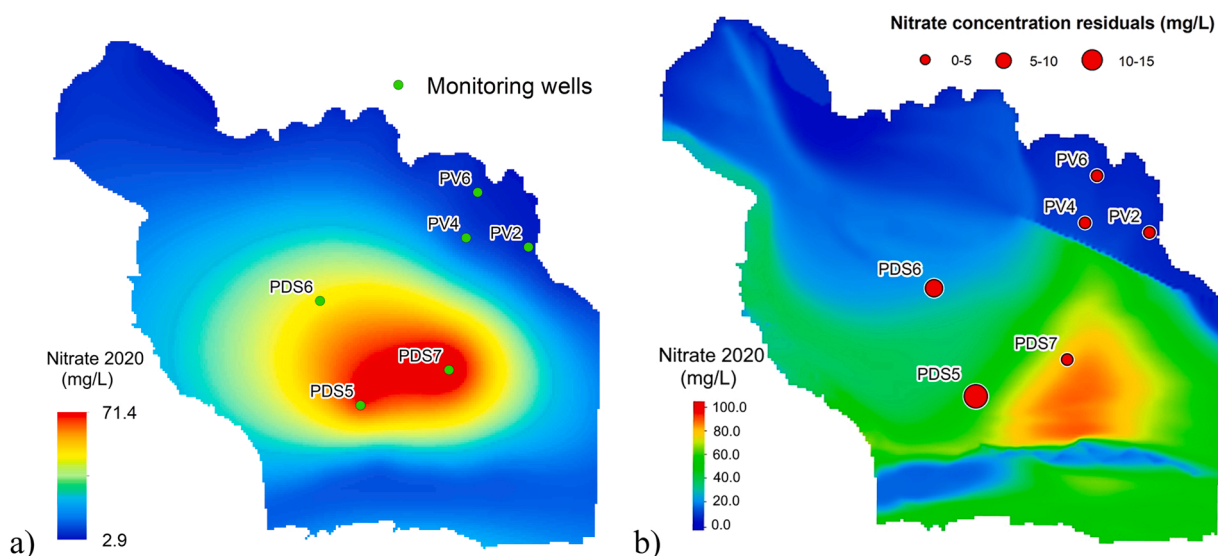 Monitoring wells
PV6
PV4
PV2
PDS6
PDS7
PDS5
Nitrate 2020
(mg/L)
71.4
2.9
a)
Nitrate concentration residuals (mg/L)
0-5 5-10 10-15
PV6
PV4
PV2
PDS6
PDS7
PDS5
Nitrate 2020
(mg/L)
100.0
80.0
60.0
40.0
20.0
0.0
b)